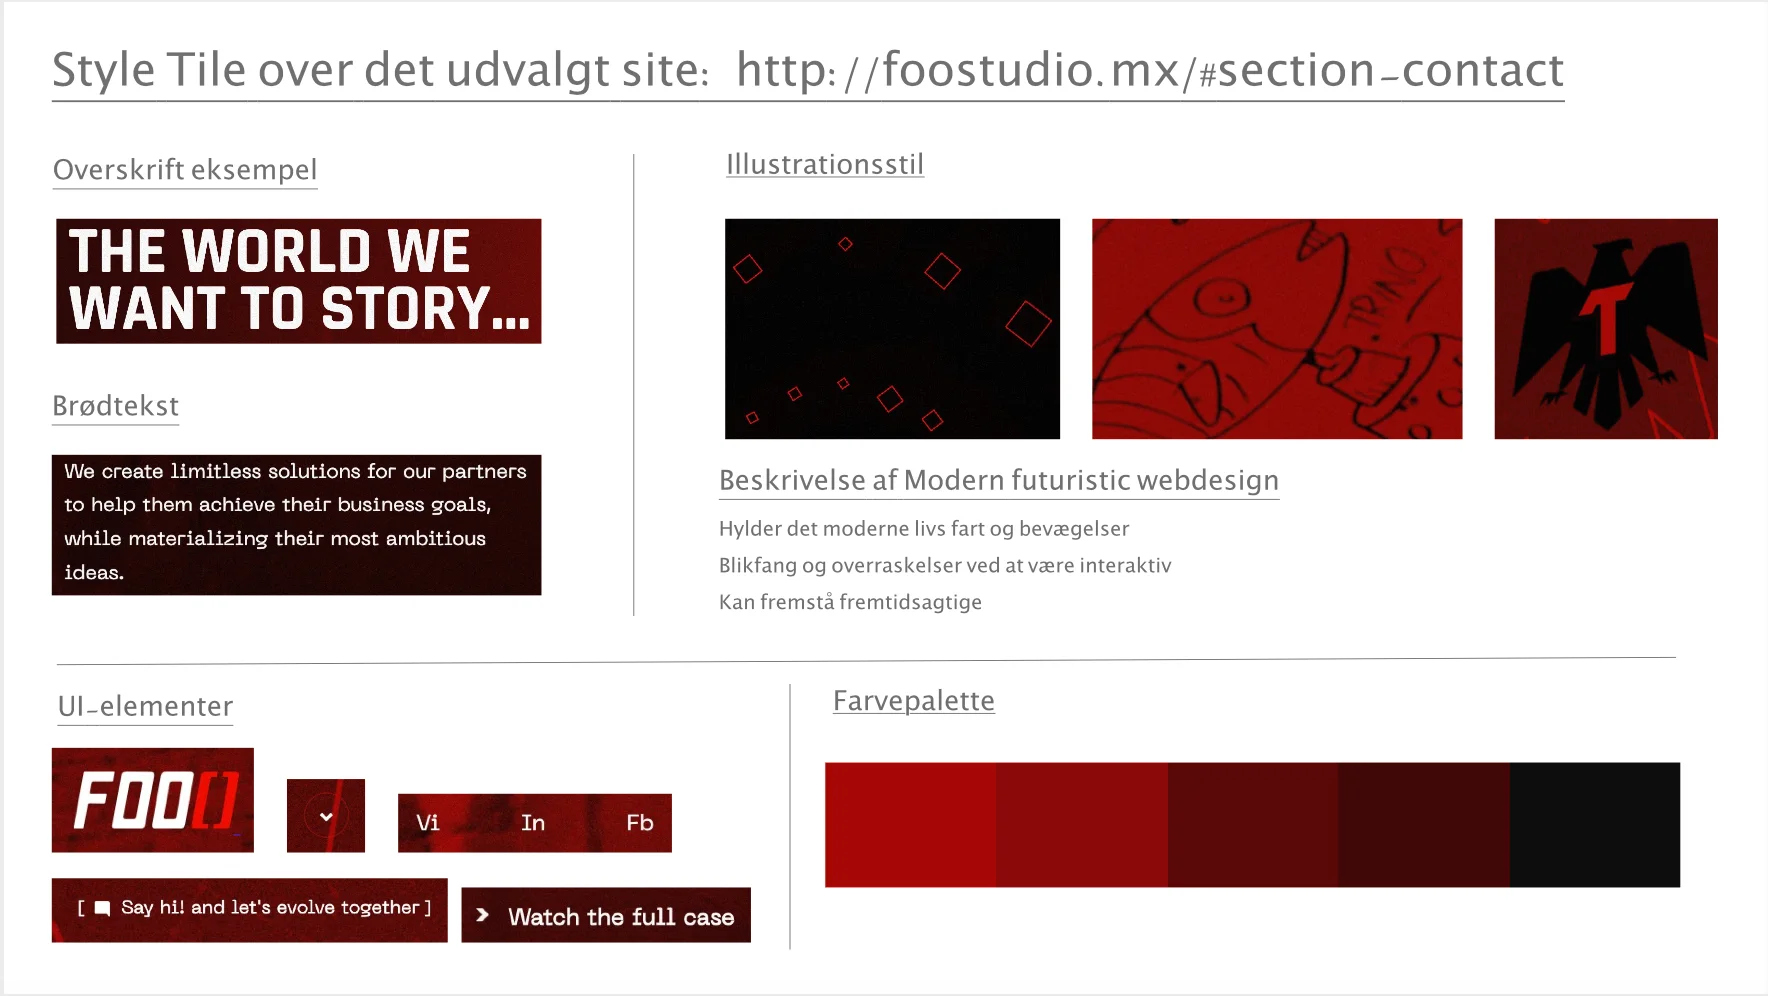 Style Tile over det udvalgt site: http://foostudio.mx/#section-contact
Overskrift eksempel
THE WORLD WE
WANT TO STORY...
Brødtekst
We create limitless solutions for our partners
to help them achieve their business goals,
while materializing their most ambitious
ideas.
Illustrationsstil
TRINO
T
Beskrivelse af Modern futuristic webdesign
Hylder det moderne livs fart og bevægelser
Blikfang og overraskelser ved at være interaktiv
Kan fremstå fremtidsagtige
UI-elementer
FOO[]
Vi In Fb
[ Say hi! and let's evolve together ]
Watch the full case
Farvepalette